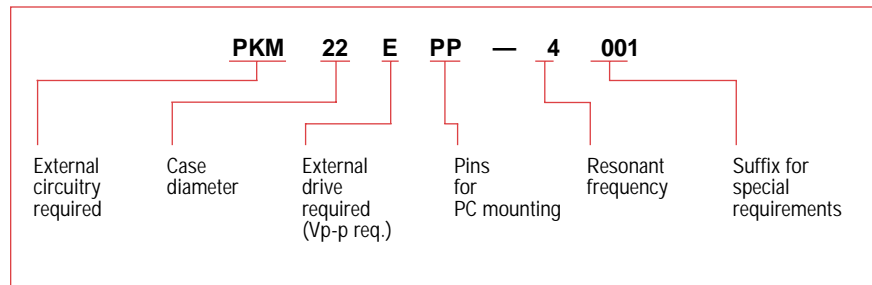 PKM 22 E PP — 4 001
External
circuitry
required
Case
diameter
External
drive
required
(Vp-p req.)
Pins
for
PC mounting
Resonant
frequency
Suffix for
special
requirements